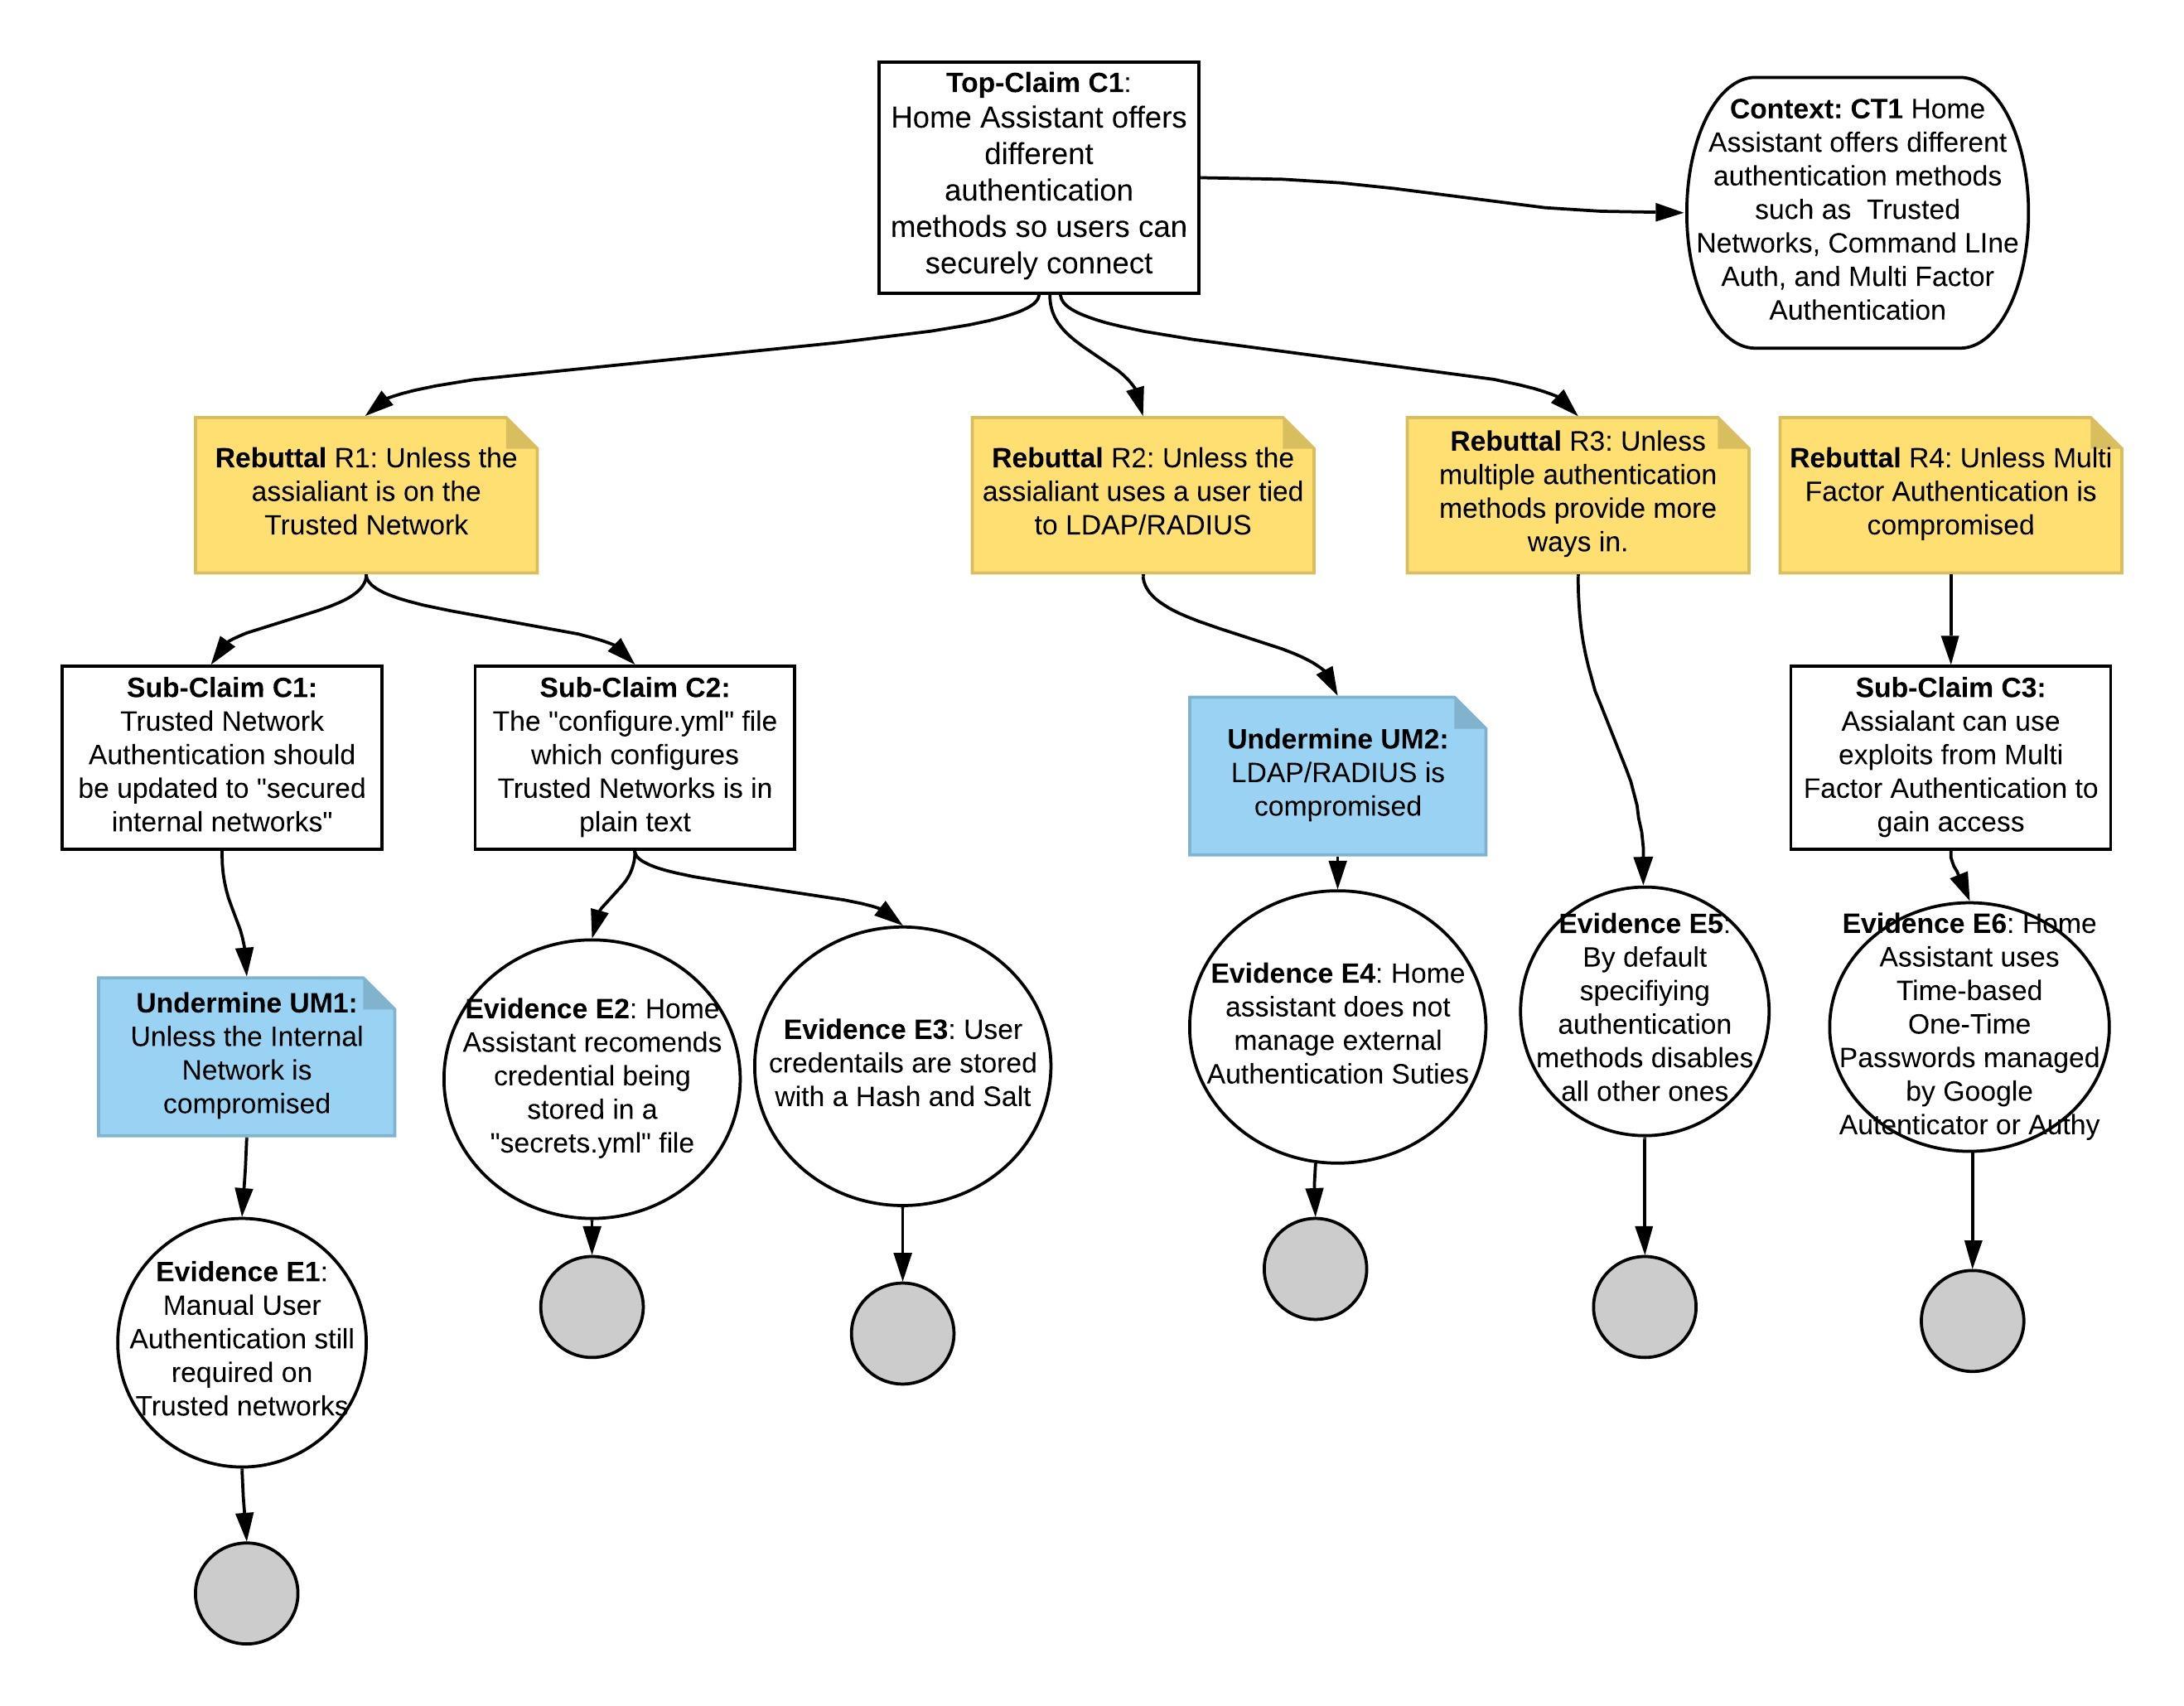 Top-Claim C1:
Home Assistant offers
different
authentication
methods so users can
securely connect
Context: CT1 Home
Assistant offers different
authentication methods
such as  Trusted
Networks, Command LIne
Auth, and Multi Factor
Authentication
Rebuttal R1: Unless the
assialiant is on the
Trusted Network
Rebuttal R2: Unless the
assialiant uses a user tied
to LDAP/RADIUS
Rebuttal R3: Unless
multiple authentication
methods provide more
ways in.
Rebuttal R4: Unless Multi
Factor Authentication is
compromised
Sub-Claim C1:
Trusted Network
Authentication should
be updated to "secured
internal networks"
Sub-Claim C2:
The "configure.yml" file
which configures
Trusted Networks is in
plain text
Undermine UM2:
LDAP/RADIUS is
compromised
Sub-Claim C3:
Assialant can use
exploits from Multi
Factor Authentication to
gain access
Undermine UM1:
Unless the Internal
Network is
compromised
Evidence E2: Home
Assistant recomends
credential being
stored in a
"secrets.yml" file
Evidence E3: User
credentails are stored
with a Hash and Salt
Evidence E4: Home
assistant does not
manage external
Authentication Suties
Evidence E5:
By default
specifiying
authentication
methods disables
all other ones
Evidence E6: Home
Assistant uses
Time-based
One-Time
Passwords managed
by Google
Autenticator or Authy
Evidence E1:
Manual User
Authentication still
required on
Trusted networks